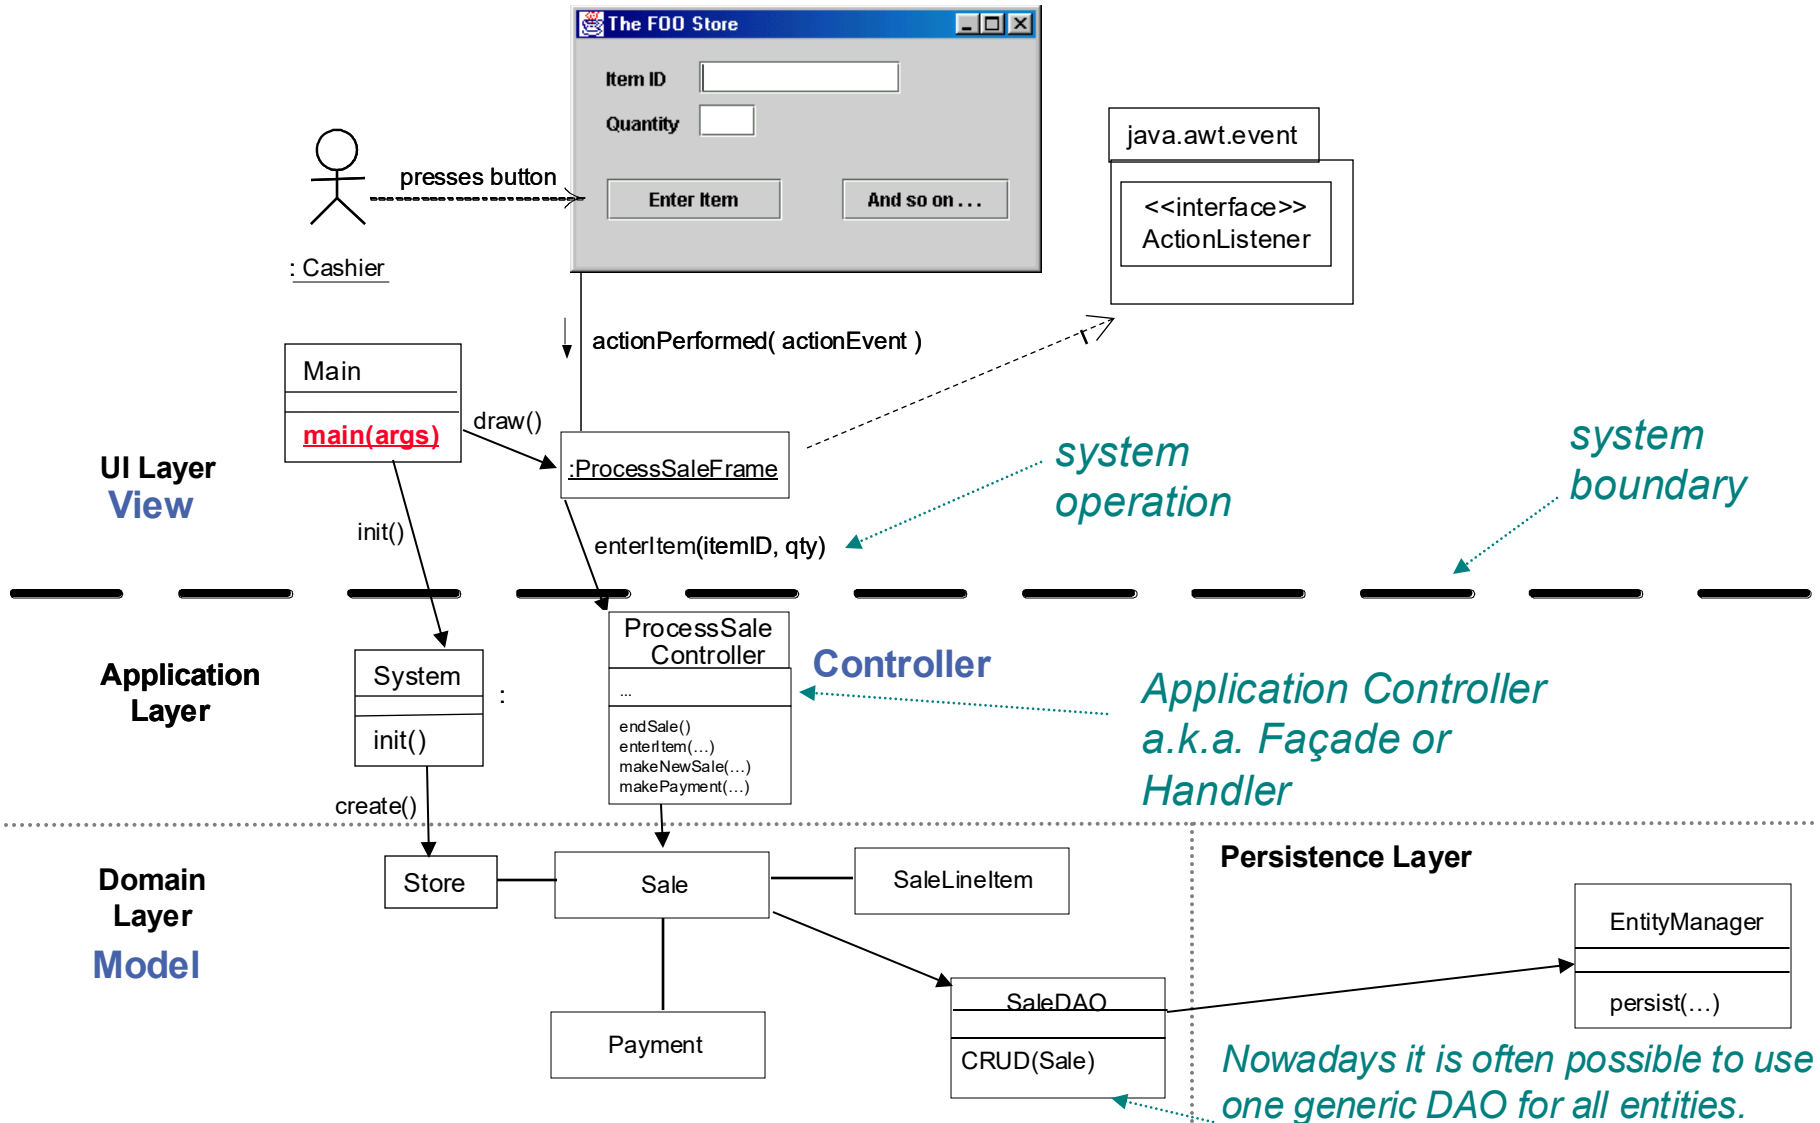 The FOO Store
Item ID
Quantity
Enter Item
And so on . . .
presses button
: Cashier
java.awt.event
<<interface>>
ActionListener
actionPerformed( actionEvent )
Main
main(args)
draw()
:ProcessSaleFrame
UI Layer
View
init()
enterItem(itemID, qty)
system
operation
system
boundary
Application
Layer
System
init()
:
ProcessSale
Controller
...
endSale()
enterItem(…)
makeNewSale(…)
makePayment(…)
Controller
Application Controller
a.k.a. Façade or
Handler
create()
Domain
Layer
Model
Store
Sale
SaleLineItem
Payment
SaleDAO
CRUD(Sale)
Persistence Layer
EntityManager
persist(…)
Nowadays it is often possible to use
one generic DAO for all entities.